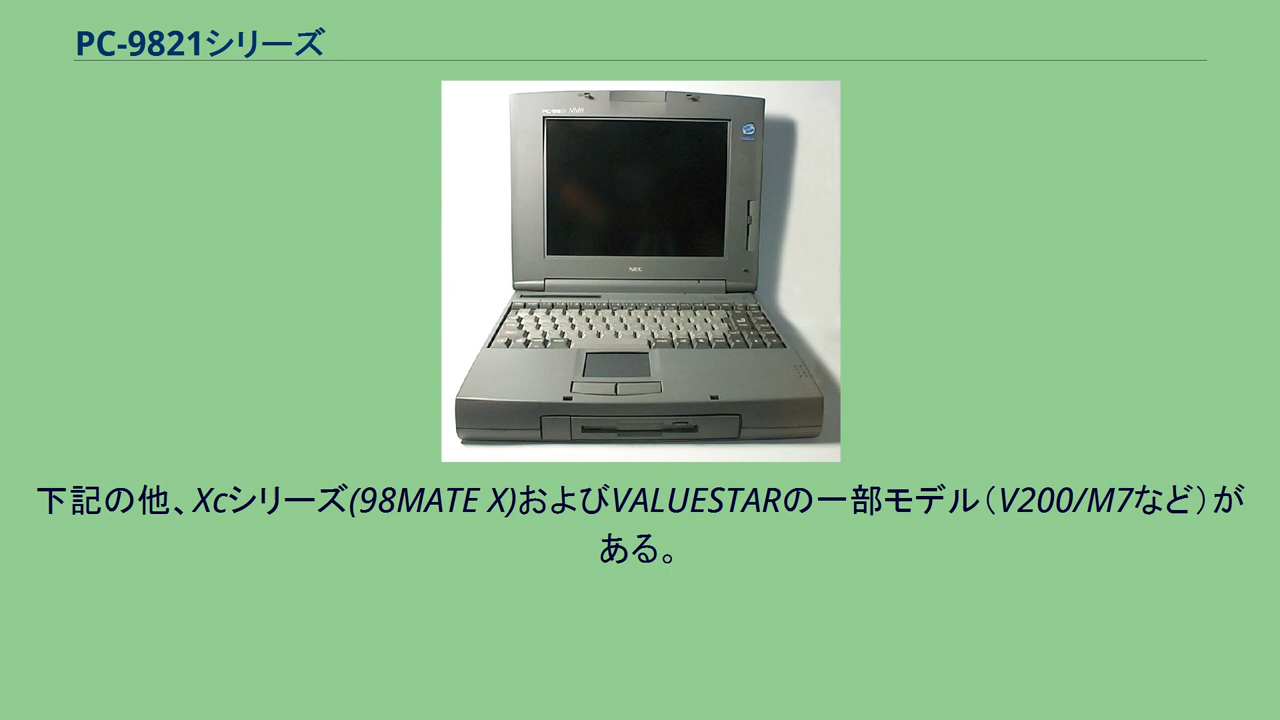 PC-9821シリーズ
NEC
下記の他、Xcシリーズ(98MATE X)およびVALUESTARの一部モデル（V200/M7など）が
ある。